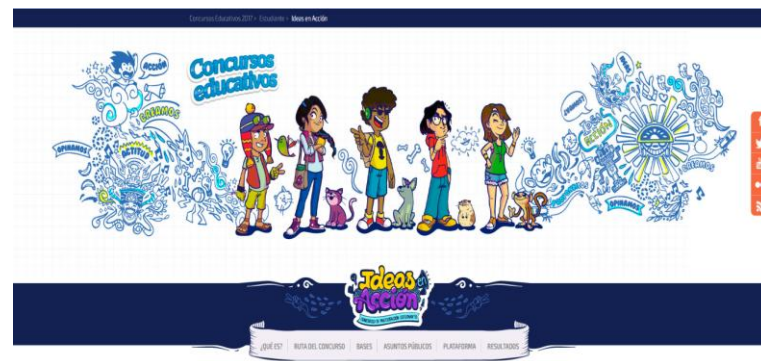 Concursos Educativos 2017 > Estudiante > Ideas en Acción
Concursos
educativos
ACCIÓN
CREAMOS
OPINAMOS
ACTITUD
IDEAS
ACCIÓN
CREAMOS
OPINAMOS
Ideas en
Acción
¿QUÉ ES? RUTA DEL CONCURSO BASES ASUNTOS PÚBLICOS PLATAFORMA RESULTADOS